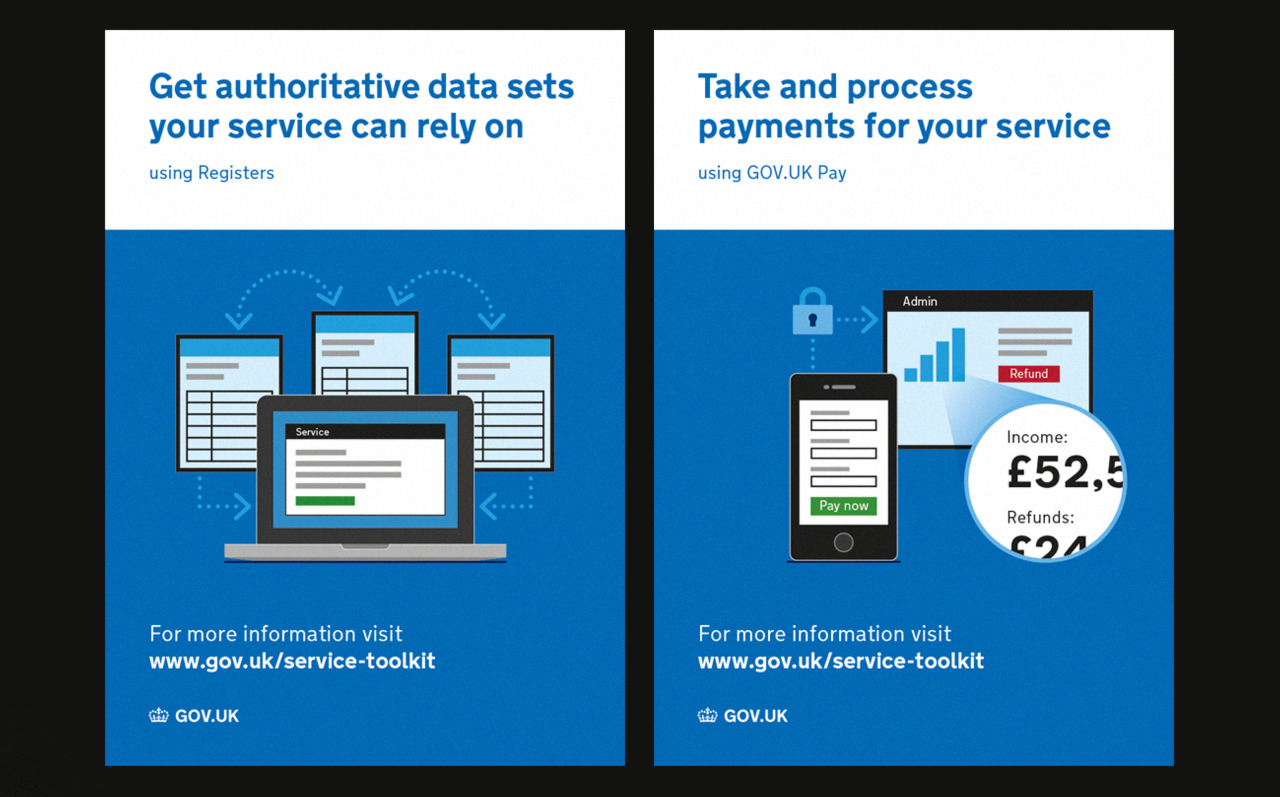 Get authoritative data sets
your service can rely on
using Registers
Service
For more information visit
www.gov.uk/service-toolkit
GOV.UK
Take and process
payments for your service
using GOV.UK Pay
Admin
Refund
Pay now
Income:
£52,5
Refunds:
£24
For more information visit
www.gov.uk/service-toolkit
GOV.UK